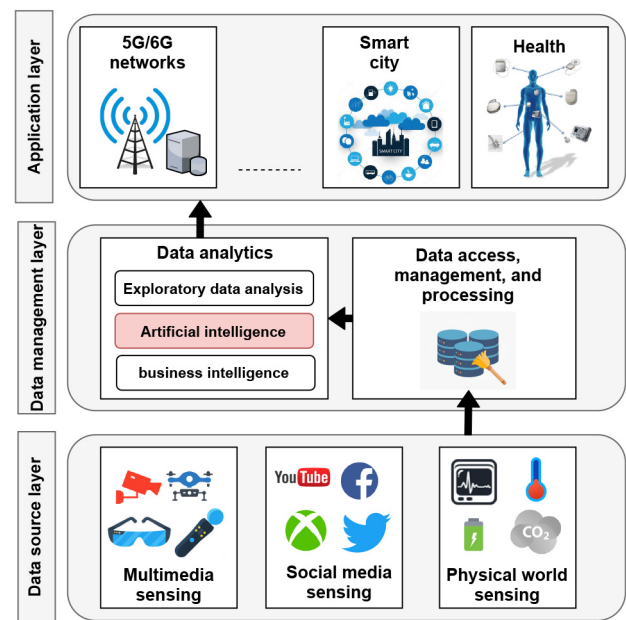 Application layer
5G/6G
networks
Smart
city
SMART CITY
Health
Data management layer
Data analytics
Exploratory data analysis
Artificial intelligence
business intelligence
Data access,
management, and
processing
Data source layer
YouTube
f
CO2
Multimedia
sensing
Social media
sensing
Physical world
sensing